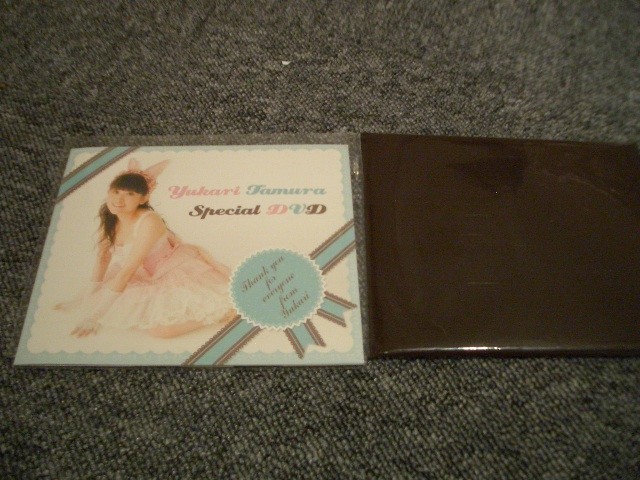 Yukari Tamura
Special DVD
Thank you
for
everyone
from
Yukari